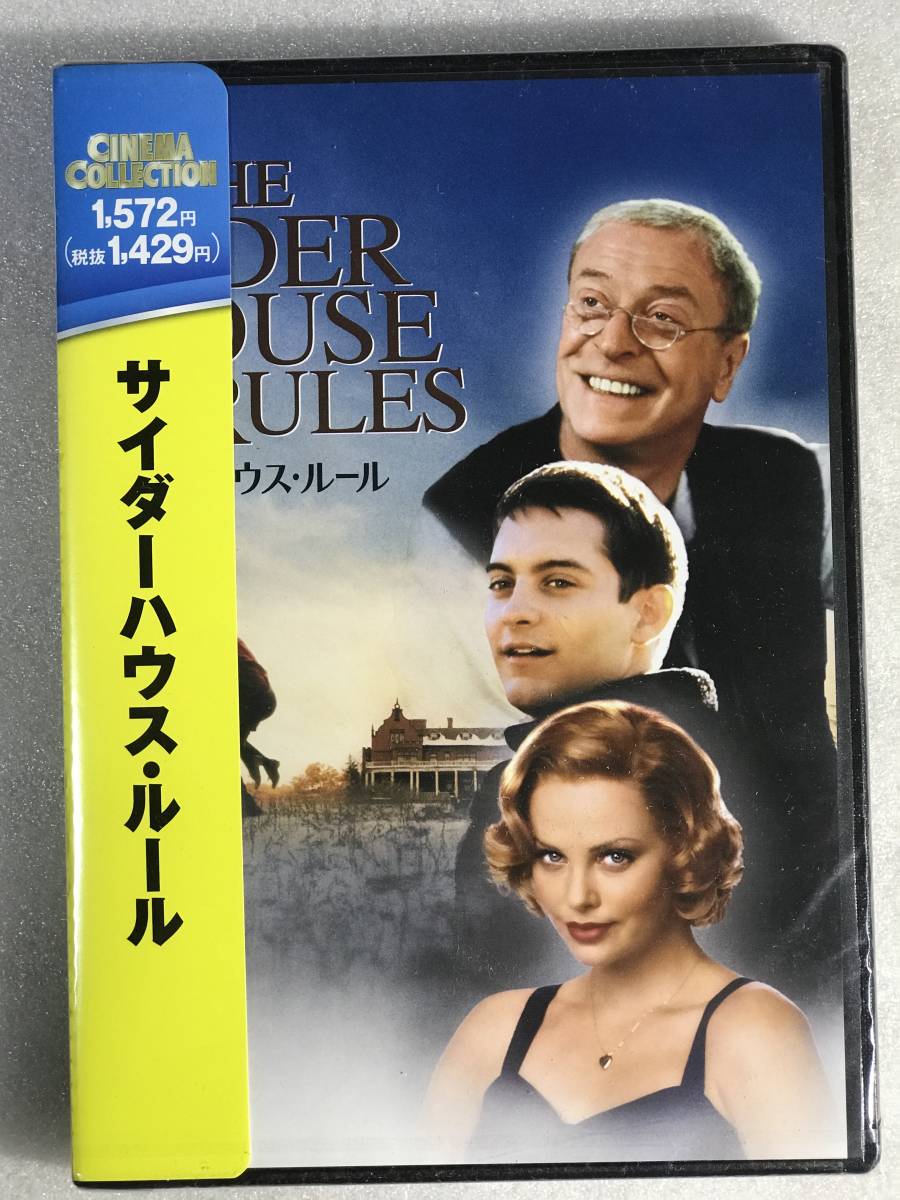 CINEMA
COLLECTION
1,572円
(税抜1,429円)
サイダーハウス・ルール
HE
DER
OUSE
RULES
ウス・ルール